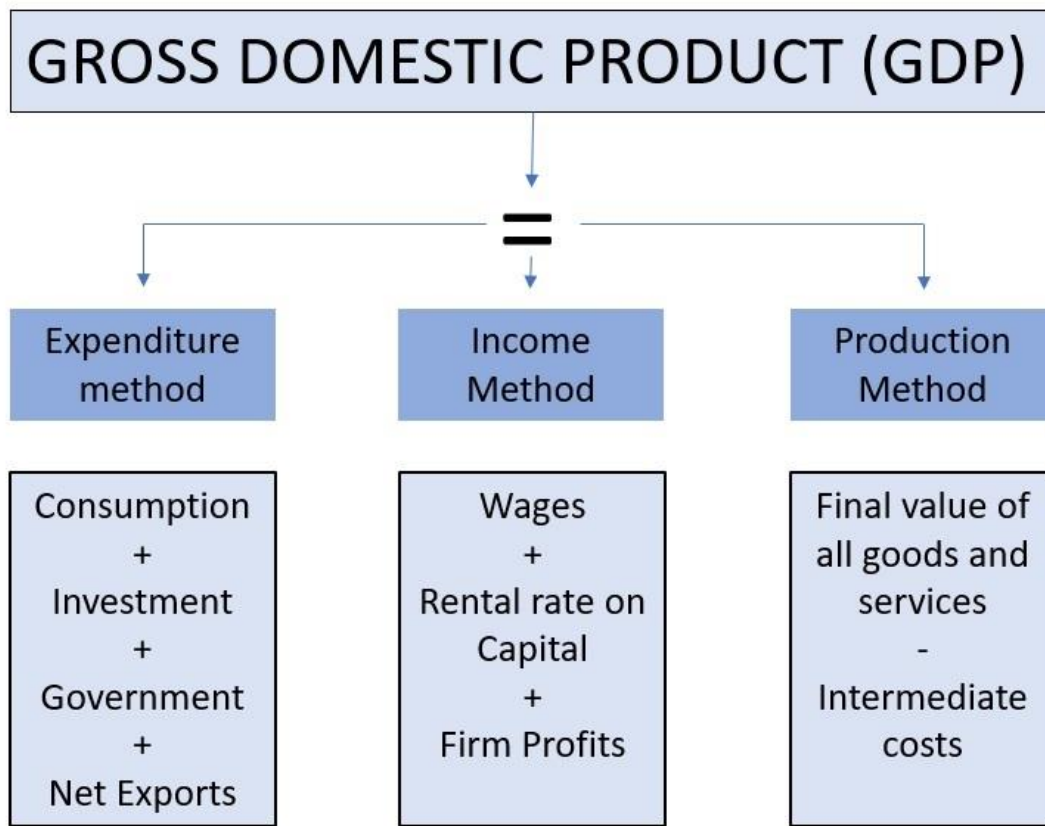 GROSS DOMESTIC PRODUCT (GDP)
=
Expenditure
method
Income
Method
Production
Method
Consumption
+
Investment
+
Government
+
Net Exports
Wages
+
Rental rate on
Capital
+
Firm Profits
Final value of
all goods and
services
-
Intermediate
costs